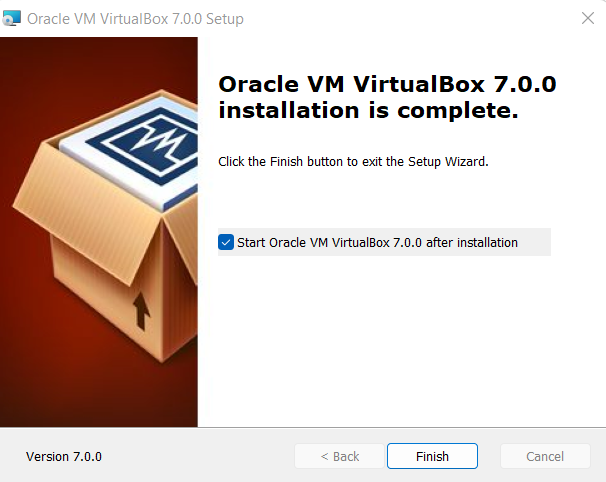 Oracle VM VirtualBox 7.0.0 Setup
Oracle VM VirtualBox 7.0.0
installation is complete.
Click the Finish button to exit the Setup Wizard.
Start Oracle VM VirtualBox 7.0.0 after installation
Version 7.0.0
< Back
Finish
Cancel